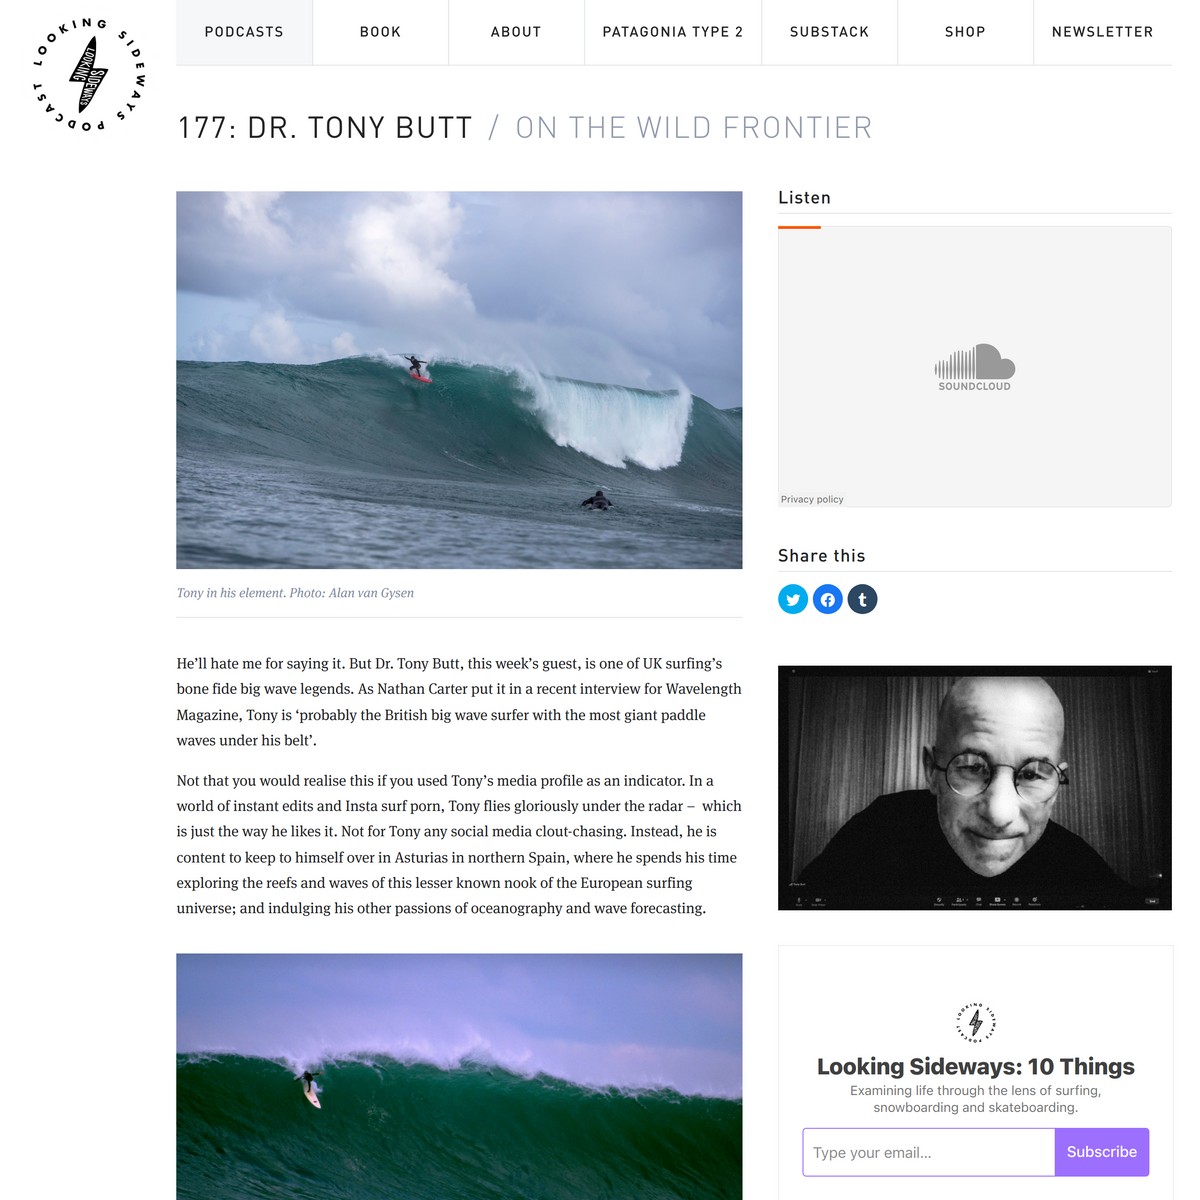 LOOKING SIDEWAYS PODCAST
LOOKING SIDEWAYS
PODCASTS
BOOK
ABOUT
PATAGONIA TYPE 2
SUBSTACK
SHOP
NEWSLETTER
177: DR. TONY BUTT / ON THE WILD FRONTIER
Tony in his element. Photo: Alan van Gysen
He’ll hate me for saying it. But Dr. Tony Butt, this week’s guest, is one of UK surfing’s
bone fide big wave legends. As Nathan Carter put it in a recent interview for Wavelength
Magazine, Tony is ‘probably the British big wave surfer with the most giant paddle
waves under his belt’.
Not that you would realise this if you used Tony’s media profile as an indicator. In a
world of instant edits and Insta surf porn, Tony flies gloriously under the radar – which
is just the way he likes it. Not for Tony any social media clout-chasing. Instead, he is
content to keep to himself over in Asturias in northern Spain, where he spends his time
exploring the reefs and waves of this lesser known nook of the European surfing
universe; and indulging his other passions of oceanography and wave forecasting.
Listen
SOUNDCLOUD
Privacy policy
Share this
LOOKING SIDEWAYS PODCAST
Looking Sideways: 10 Things
Examining life through the lens of surfing,
snowboarding and skateboarding.
Type your email...
Subscribe